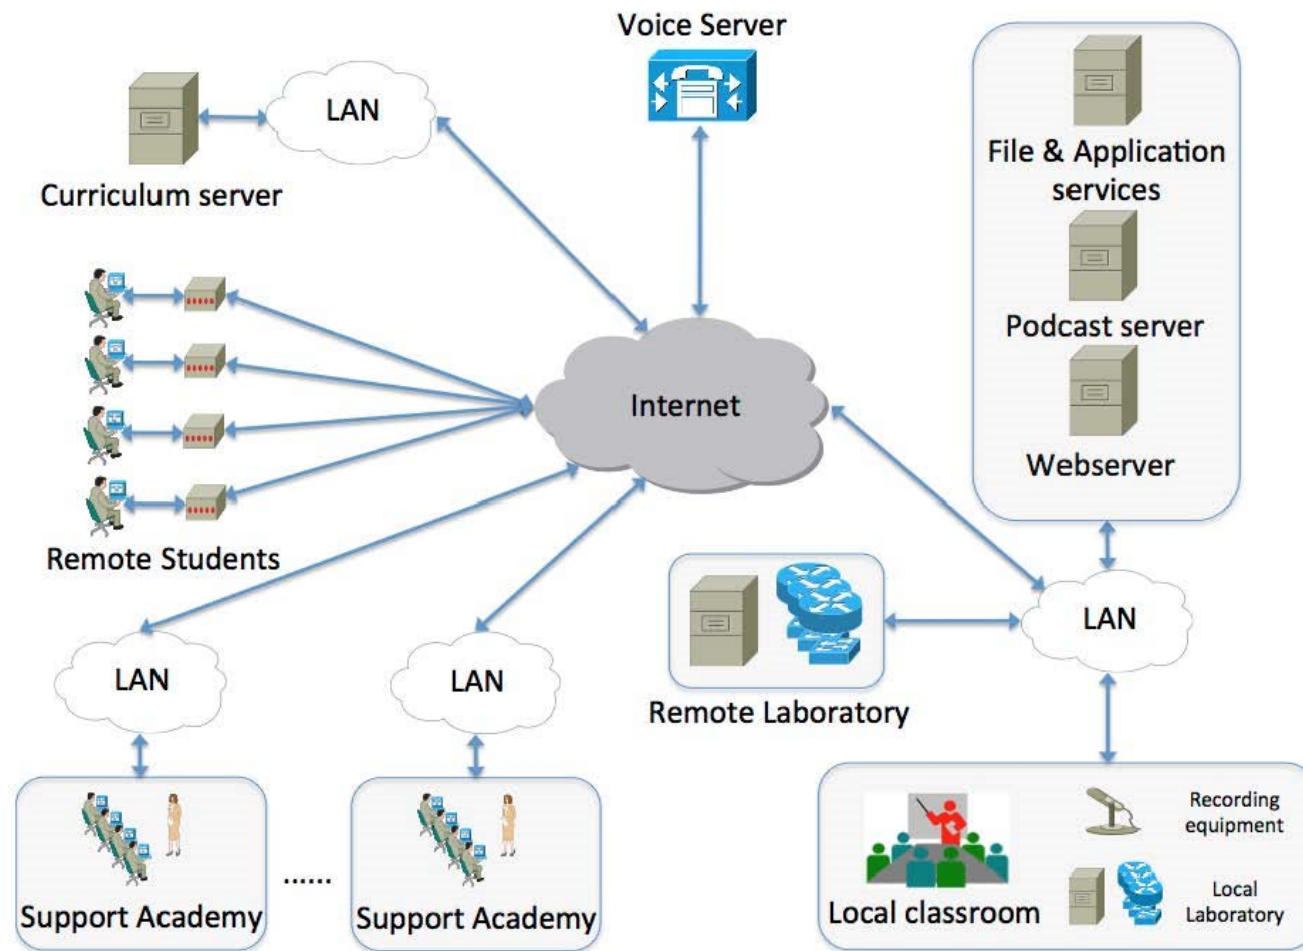 Voice Server
LAN
Curriculum server
File & Application
services
Podcast server
Webserver
Internet
Remote Students
LAN
LAN
LAN
Remote Laboratory
Support Academy
......
Support Academy
Local classroom
Recording
equipment
Local
Laboratory